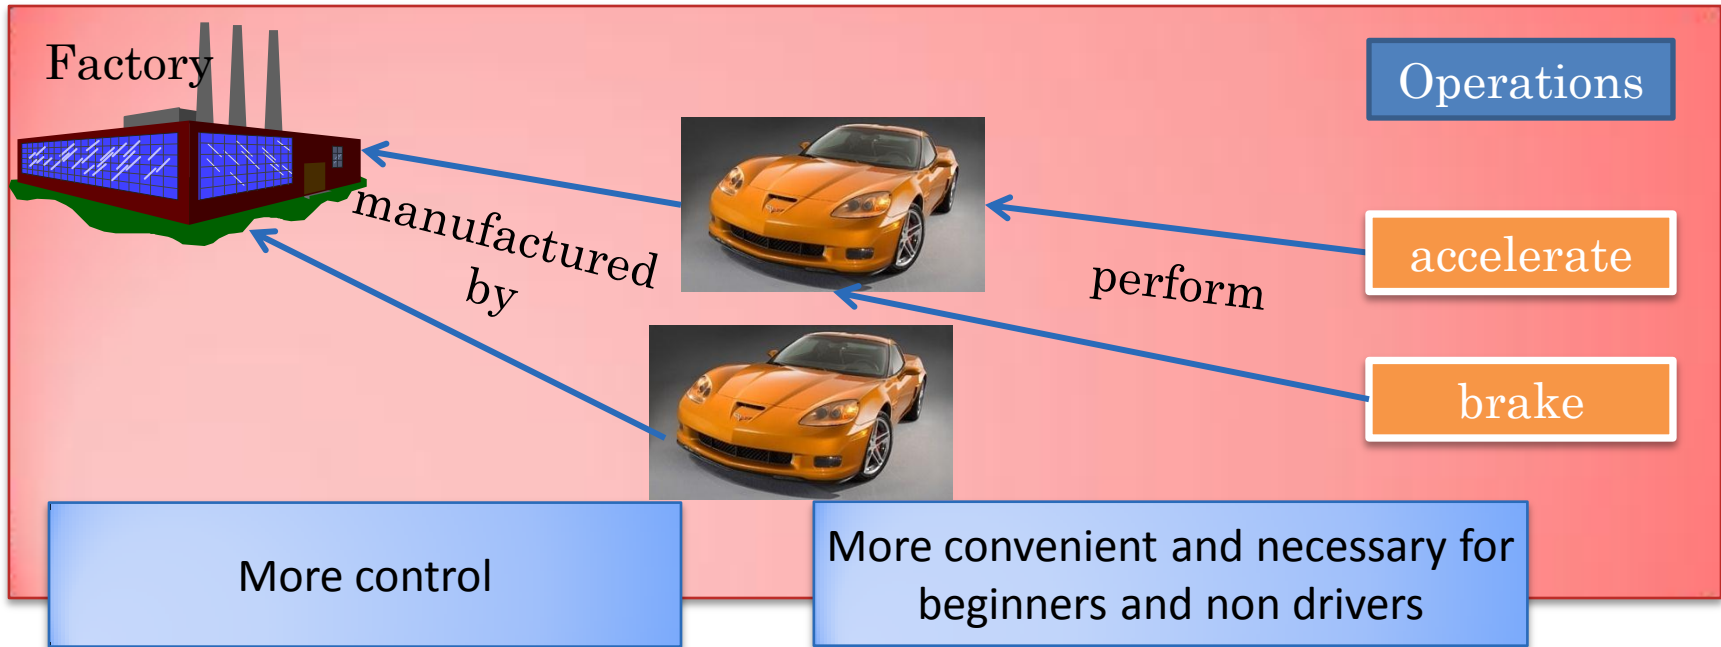 Factory
Operations
manufactured
by
perform
accelerate
brake
More control
More convenient and necessary for
beginners and non drivers